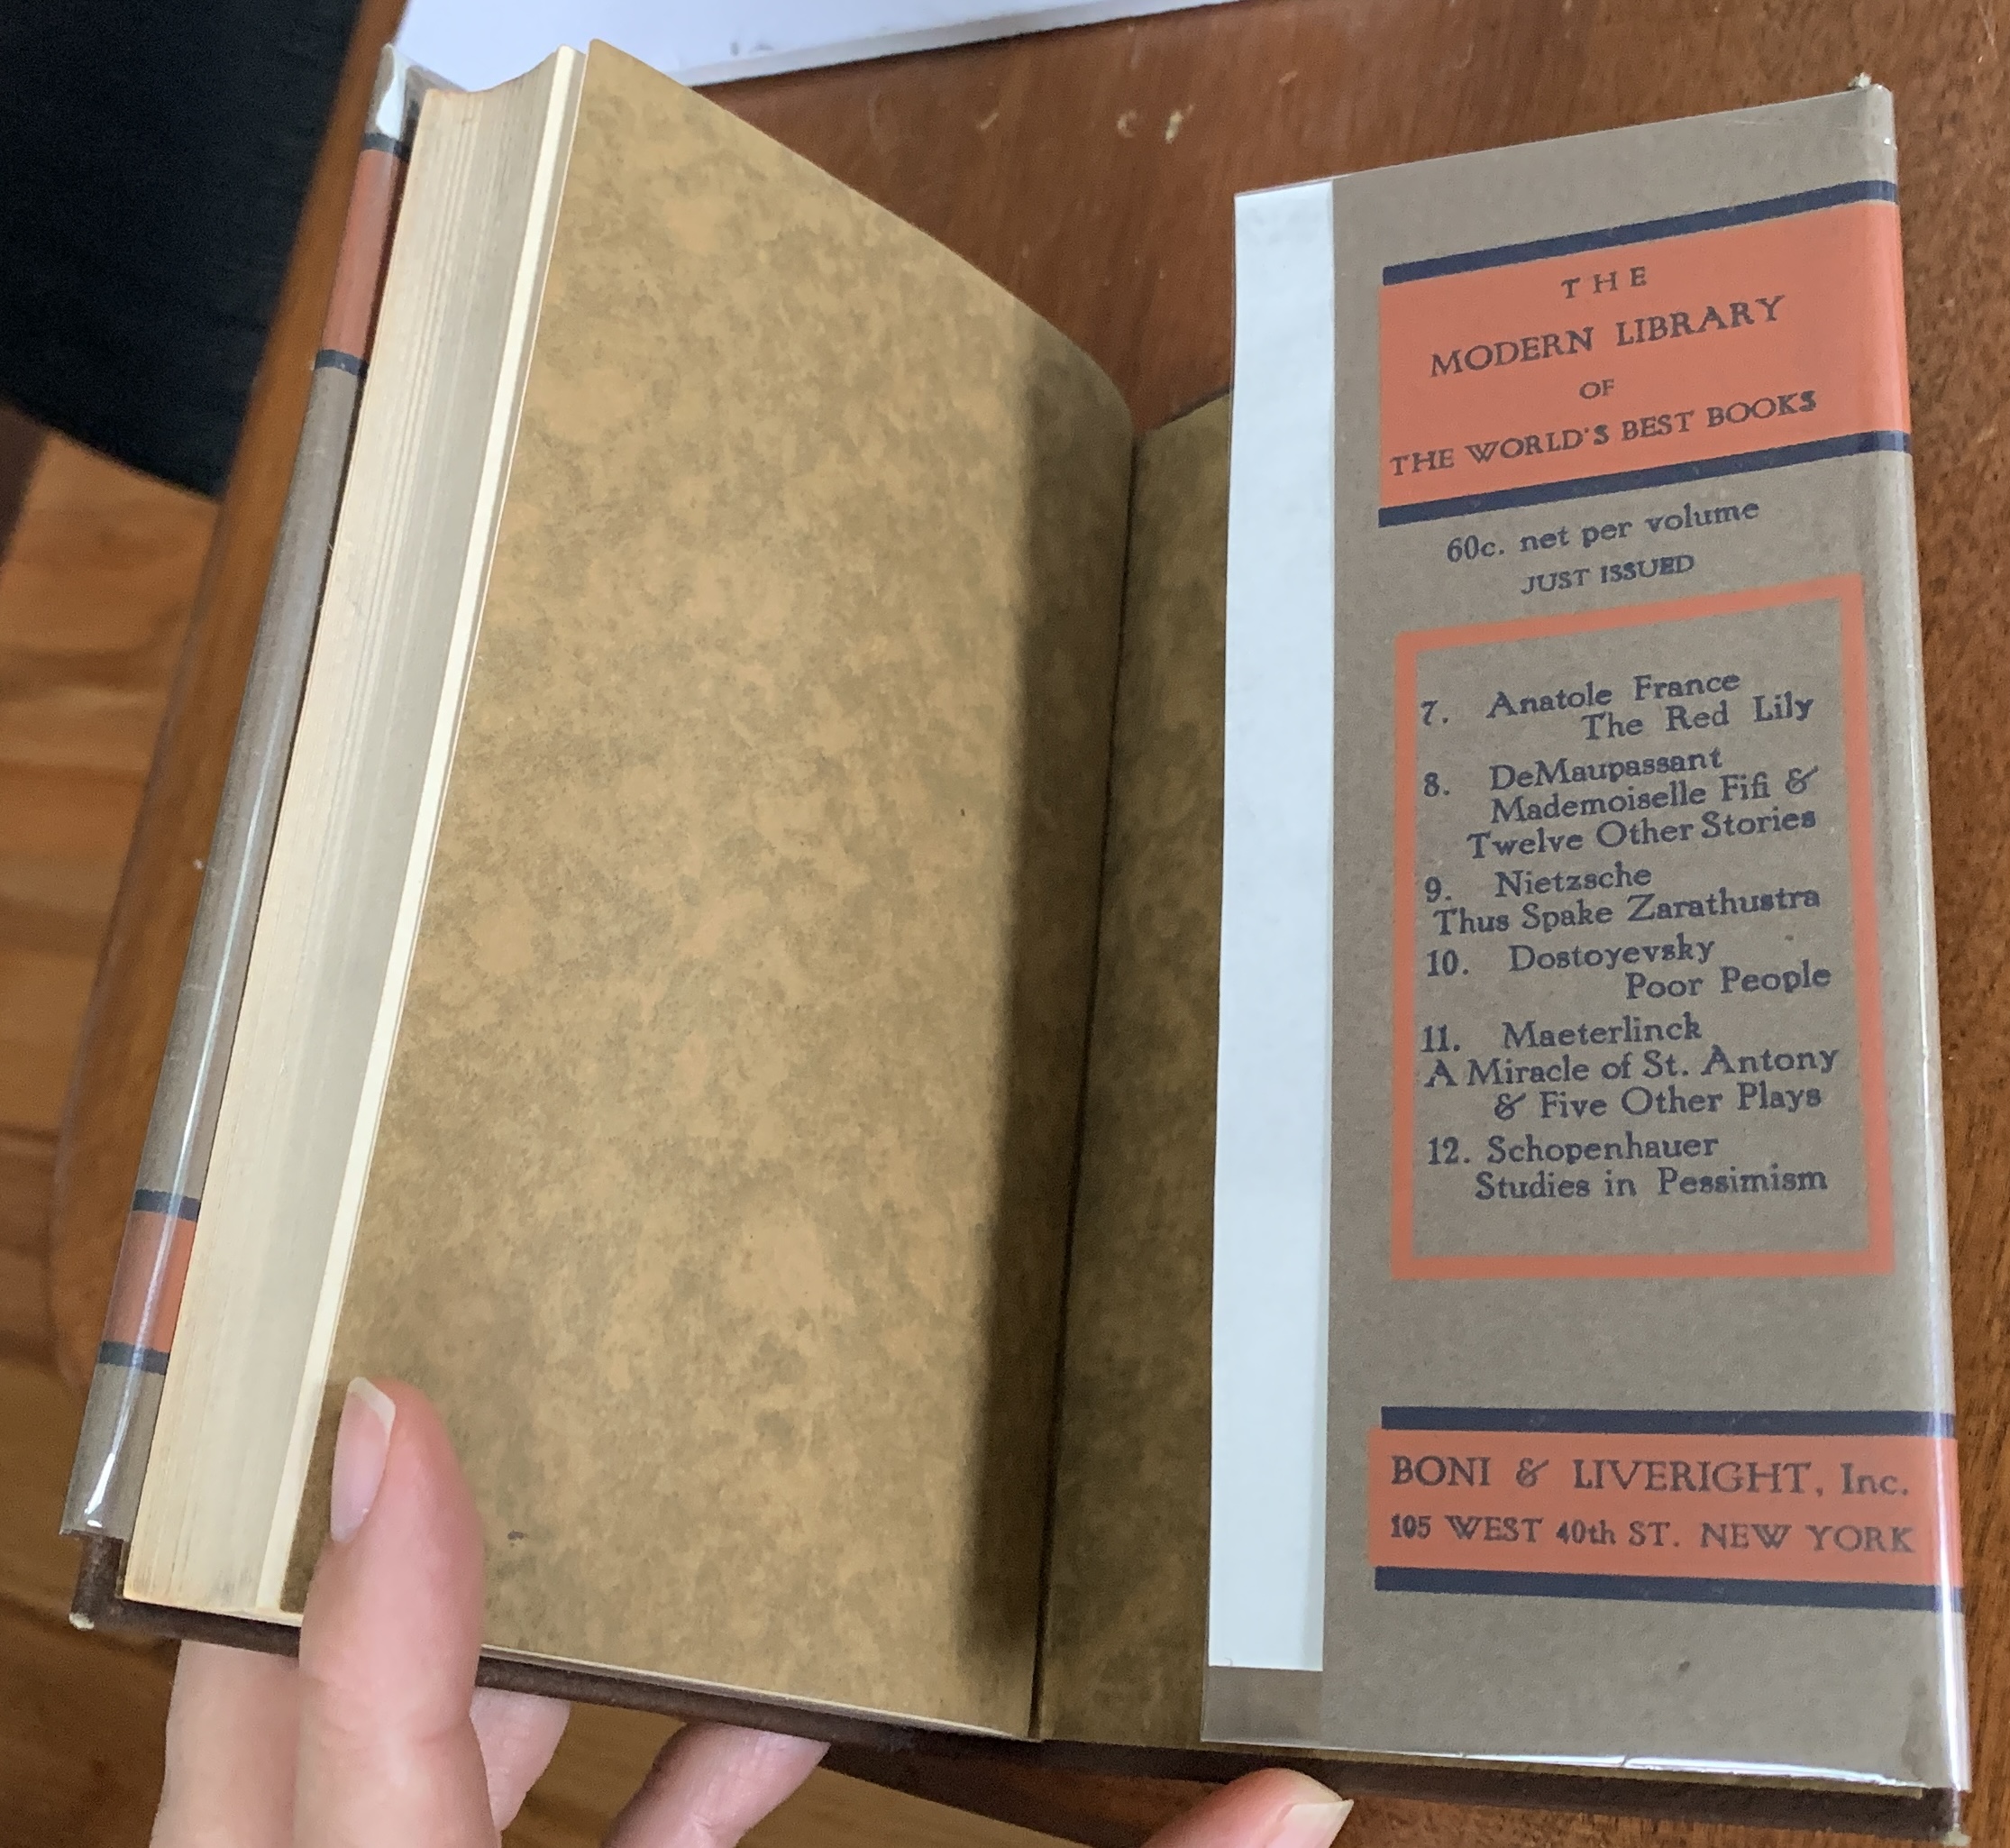 THE
MODERN LIBRARY
OF
THE WORLD'S BEST BOOKS
60c. net per volume
JUST ISSUED
7. Anatole France
The Red Lily
8. DeMaupassant
Mademoiselle Fifi &
Twelve Other Stories
9. Nietzsche
Thus Spake Zarathustra
10. Dostoyevsky
Poor People
11. Maeterlinck
A Miracle of St. Antony
& Five Other Plays
12. Schopenhauer
Studies in Pessimism
BONI & LIVERIGHT, Inc.
105 WEST 40th ST. NEW YORK